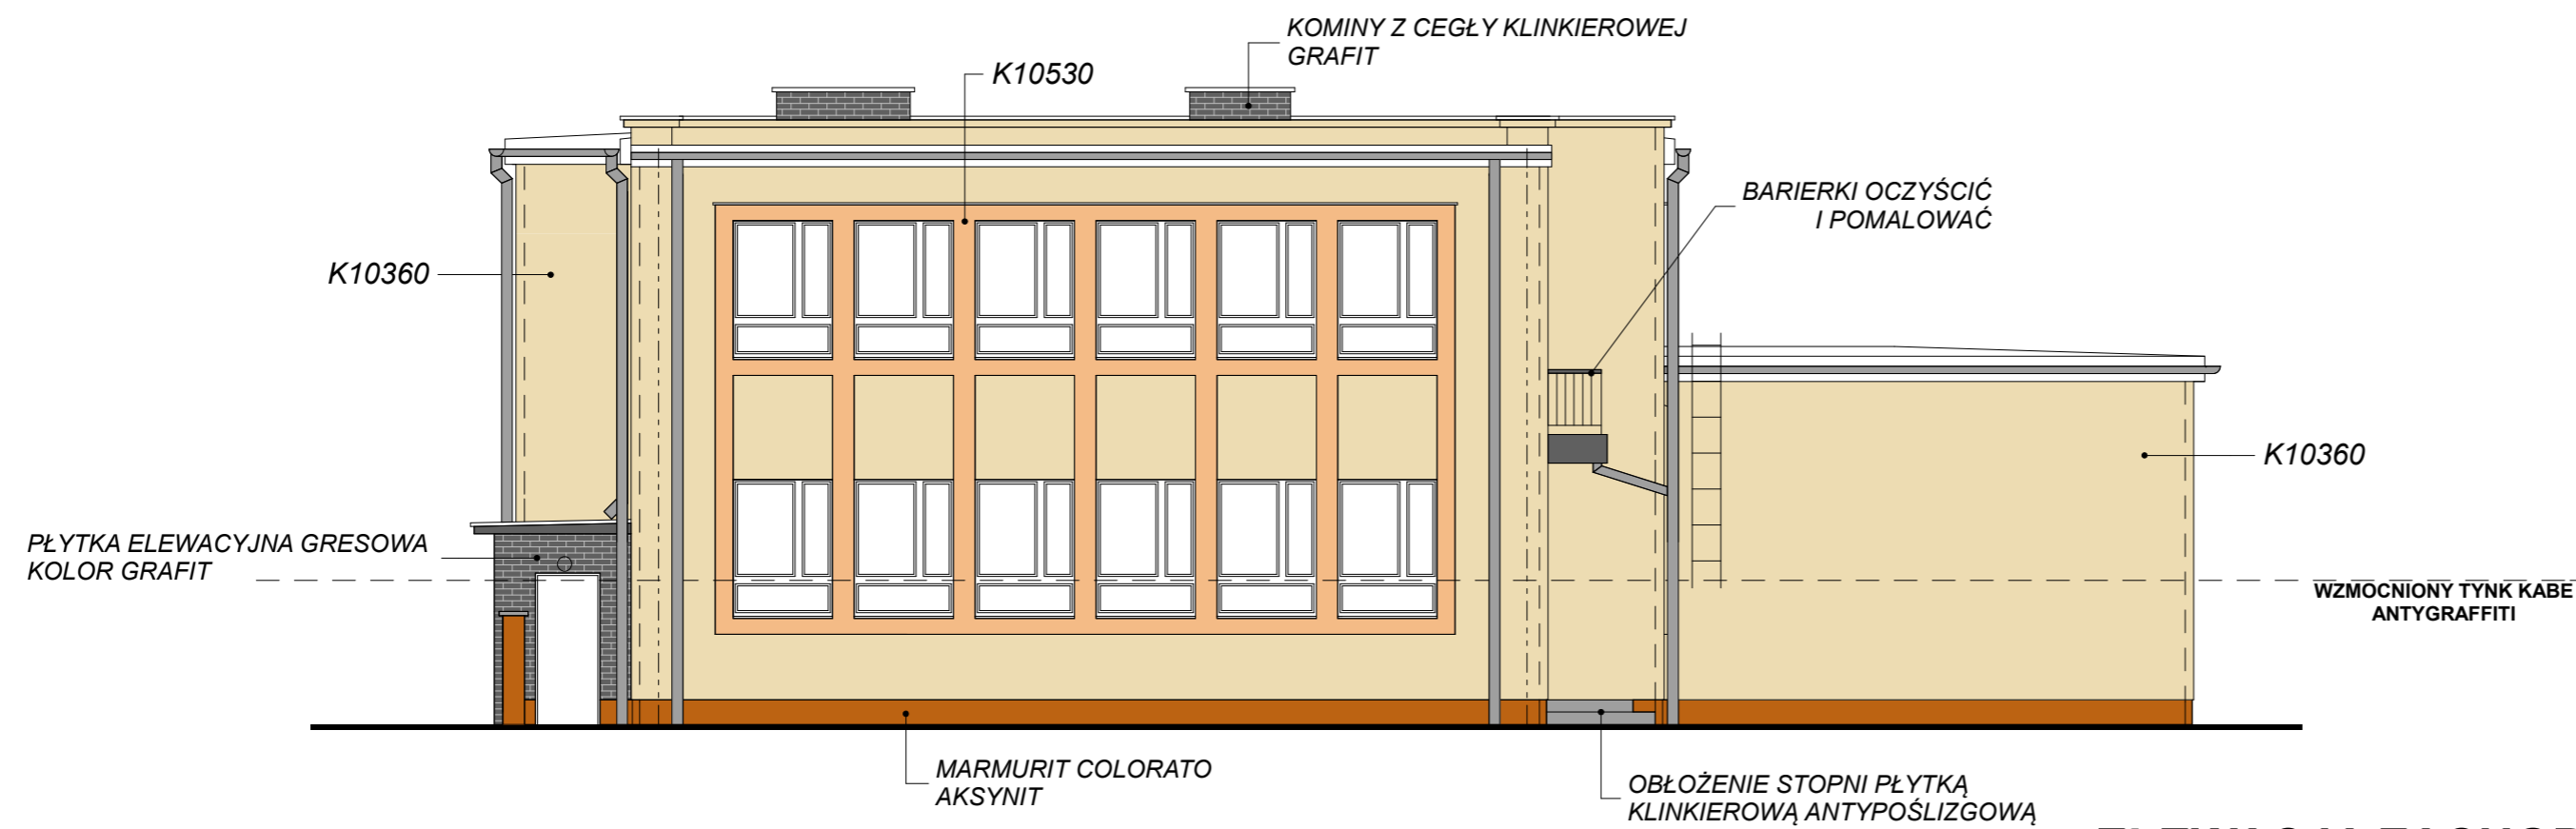 KOMINY Z CEGŁY KLINKIEROWEJ
GRAFIT
K10530
BARIERKI OCZYŚCIĆ
I POMALOWAĆ
K10360
K10360
PŁYTKA ELEWACYJNA GRESOWA
KOLOR GRAFIT
WZMOCNIONY TYNK KABE
ANTYGRAFFITI
MARMURIT COLORATO
AKSYNIT
OBŁOŻENIE STOPNI PŁYTKĄ
KLINKIEROWĄ ANTYPOŚLIZGOWĄ